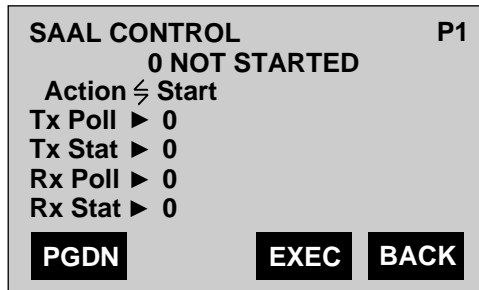 SAAL CONTROL P1
0 NOT STARTED
Action ⥃ Start
Tx Poll ► 0
Tx Stat ► 0
Rx Poll ► 0
Rx Stat ► 0
PGDN EXEC BACK